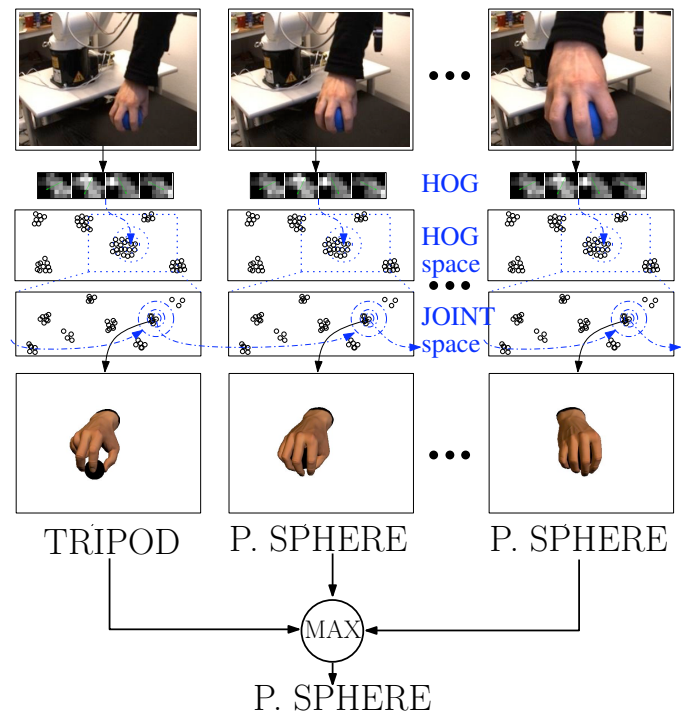 HOG
HOG
space
JOINT
space
TRIPOD
P. SPHERE
P. SPHERE
MAX
P. SPHERE